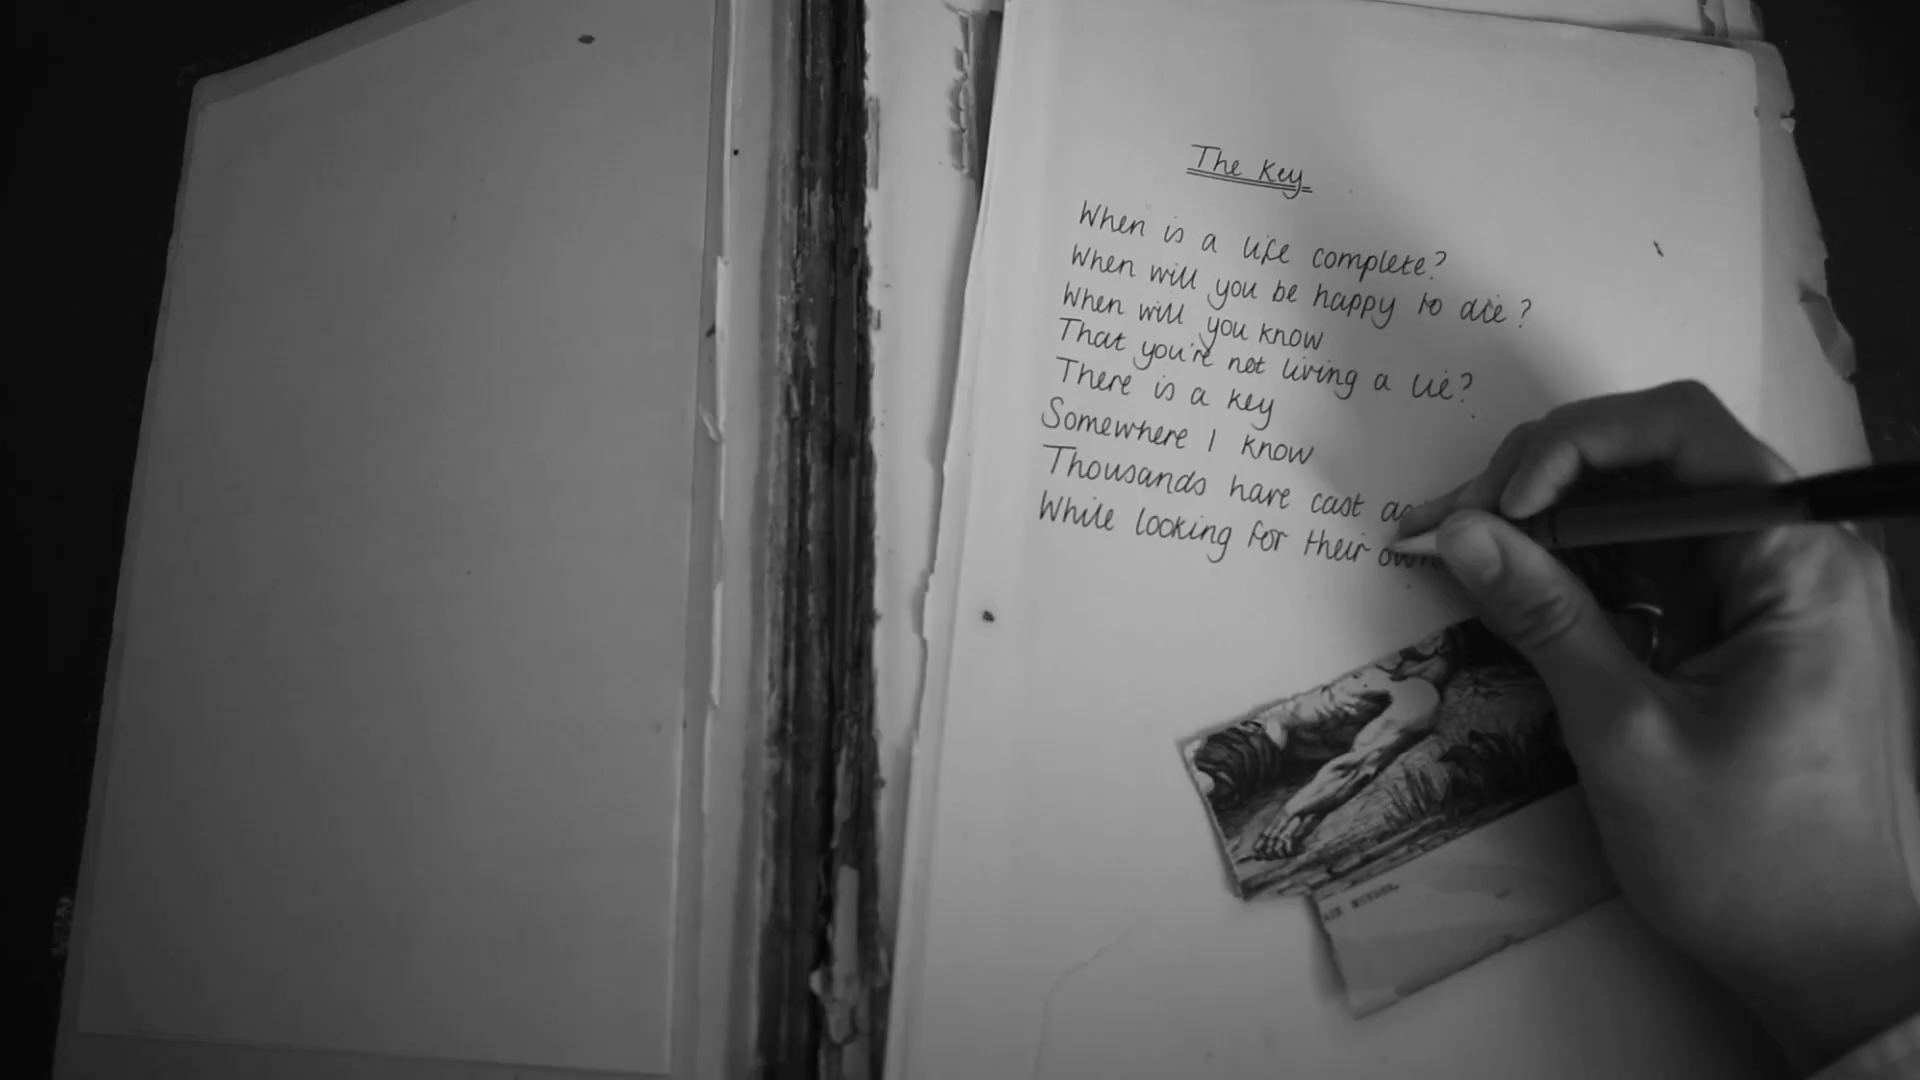 The Key
When is a life complete?
When will you be happy to die?
When will you know
That you're not living a lie?
There is a key
Somewhere I know
Thousands have cast
While looking for their own